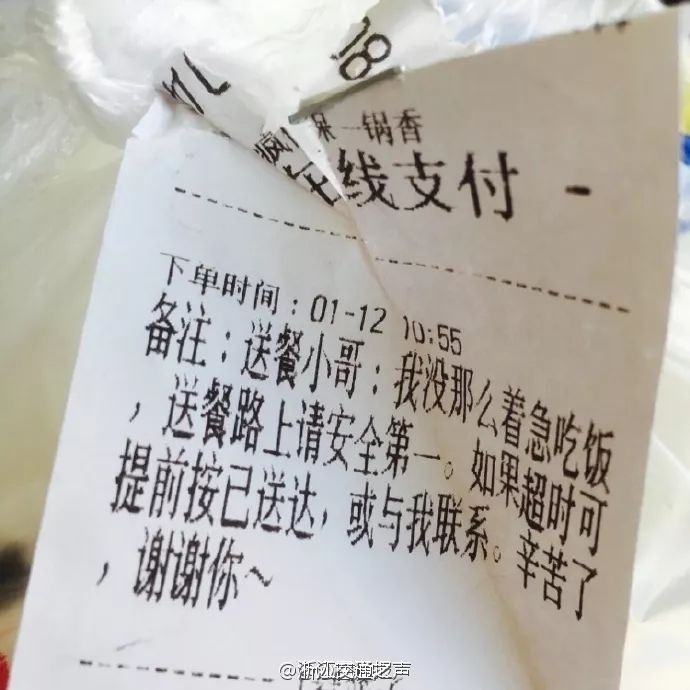 18
疯
一锅香
在线支付 -
下单时间：01-12 10:55
备注：送餐小哥：我没那么着急吃饭
，送餐路上请安全第一。如果超时可
提前按已送达，或与我联系。辛苦了
，谢谢你～
@浙江交通之声